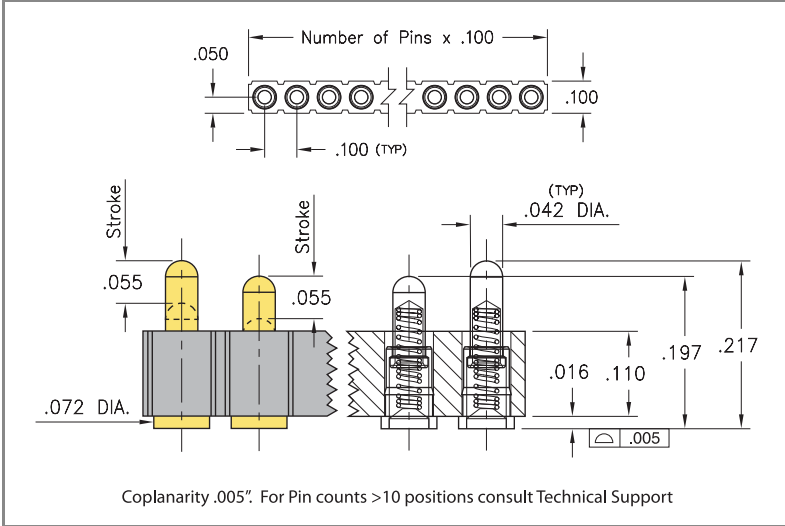 Number of Pins x .100
.050
.100
.100 (TYP)
Stroke
Stroke
(TYP)
.042 DIA.
.055
.055
.016
.110
.197
.217
.072 DIA.
.005
Coplanarity .005". For Pin counts >10 positions consult Technical Support